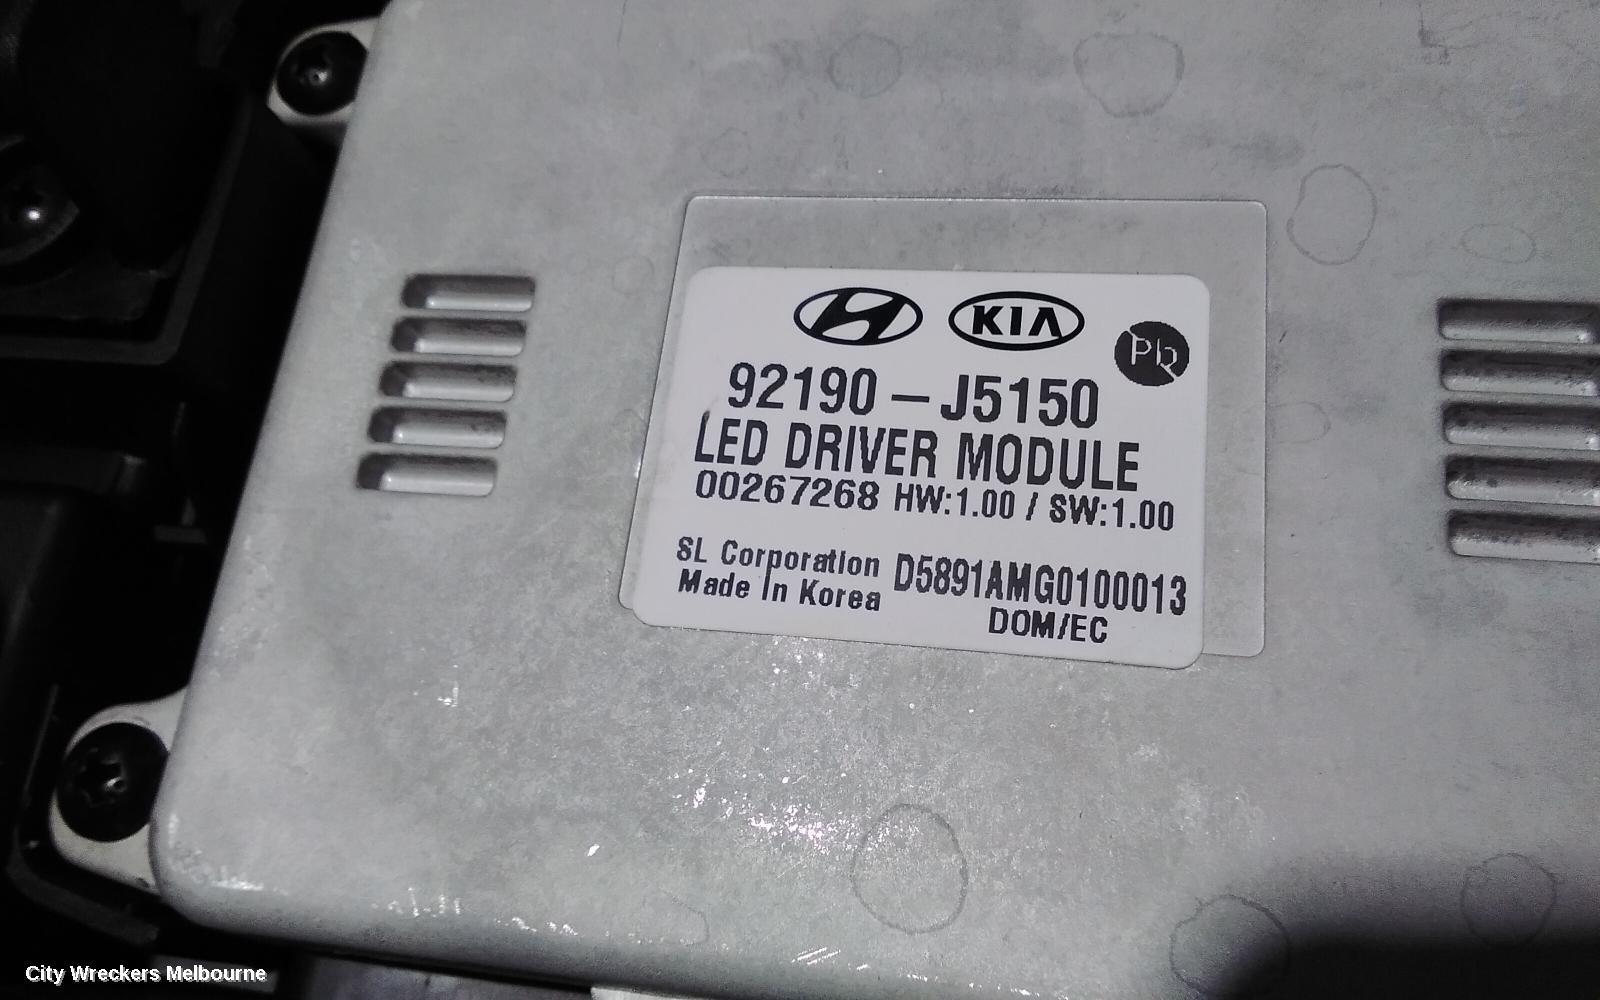 KIA
Pb
92190-J5150
LED DRIVER MODULE
00267268 HW:1.00 / SW:1.00
SL Corporation D5891AMG0100013
Made In Korea
DOM/EC
City Wreckers Melbourne